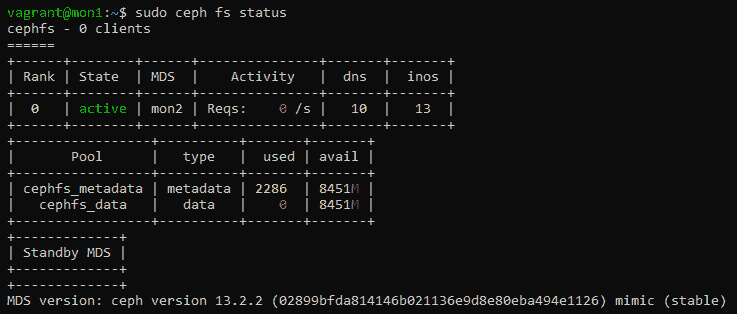 vagrant@mon1:~$ sudo ceph fs status
cephfs - 0 clients
======
+------+--------+------+---------------+-------+-------+
| Rank | State  | MDS  |    Activity   |  dns  |  inos |
+------+--------+------+---------------+-------+-------+
|  0   | active | mon2 | Reqs:    0 /s |   10  |   13  |
+------+--------+------+---------------+-------+-------+
+-----------------+----------+-------+-------+
|       Pool      |   type   |  used | avail |
+-----------------+----------+-------+-------+
| cephfs_metadata | metadata | 2286  | 8451M |
|   cephfs_data   |   data   |   0   | 8451M |
+-----------------+----------+-------+-------+
+-------------+
| Standby MDS |
+-------------+
+-------------+
MDS version: ceph version 13.2.2 (02899bfda814146b021136e9d8e80eba494e1126) mimic (stable)